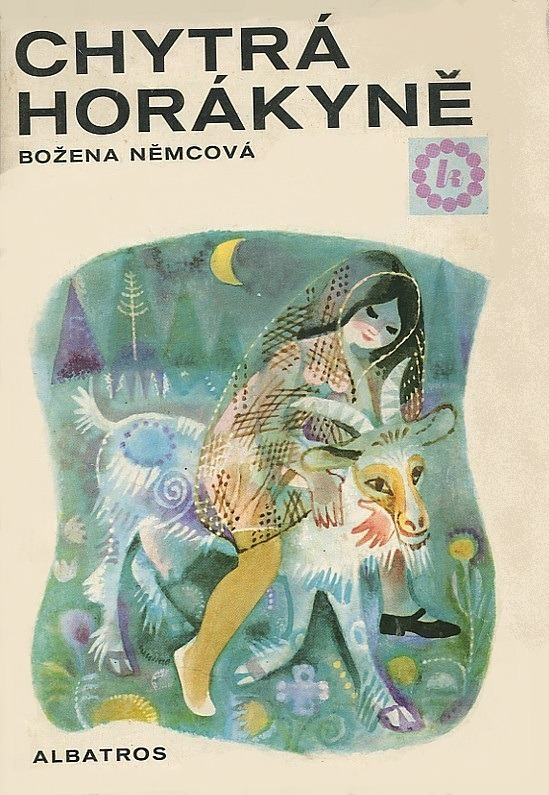 CHYTRÁ
HORÁKYNĚ
BOŽENA NĚMCOVÁ
k
ALBATROS